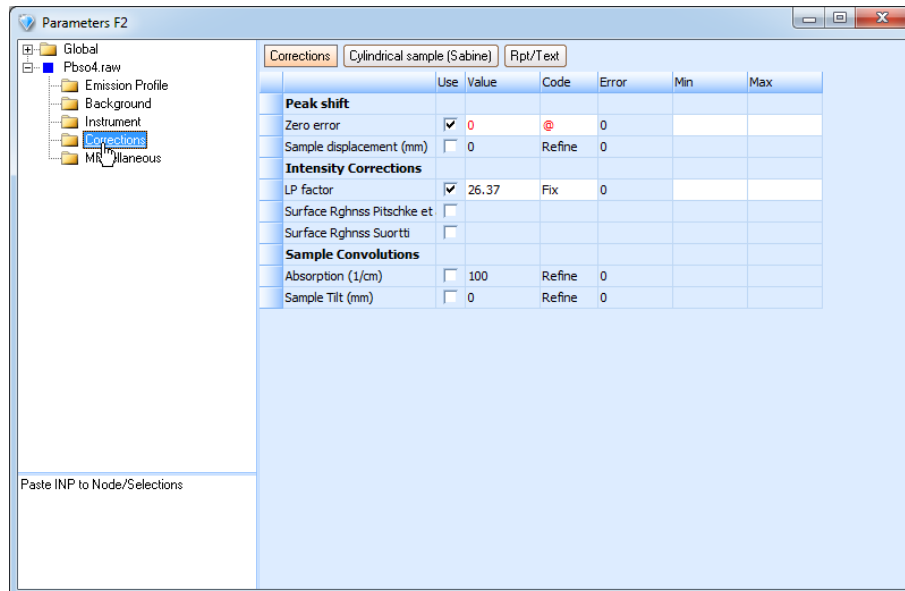 Parameters F2
Global
Pbso4.raw
Emission Profile
Background
Instrument
Corrections
Paste INP to Node/Selections
Corrections Cylindrical sample (Sabine) Rpt/Text
Use Value Code Error Min Max
Peak shift
Zero error 0 @ 0
Sample displacement (mm) 0 Refine 0
Intensity Corrections
LP factor 26.37 Fix 0
Surface Rghnss Pitschke et
Surface Rghnss Suortti
Sample Convolutions
Absorption (1/cm) 100 Refine 0
Sample Tilt (mm) 0 Refine 0